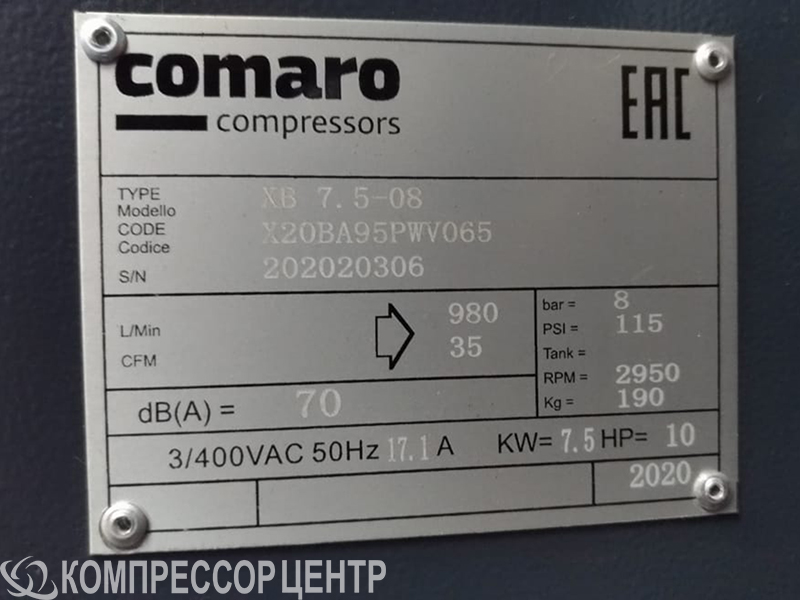 comaro
compressors
EAC
TYPE XB 7.5-08
Modello
CODE X20BA95PWV065
Codice
S/N 202020306
L/Min 980
CFM 35
bar = 8
PSI = 115
Tank =
RPM = 2950
Kg = 190
dB(A) = 70
3/400VAC 50Hz 17.1 A KW= 7.5 HP= 10
2020
КОМПРЕССОРЦЕНТР